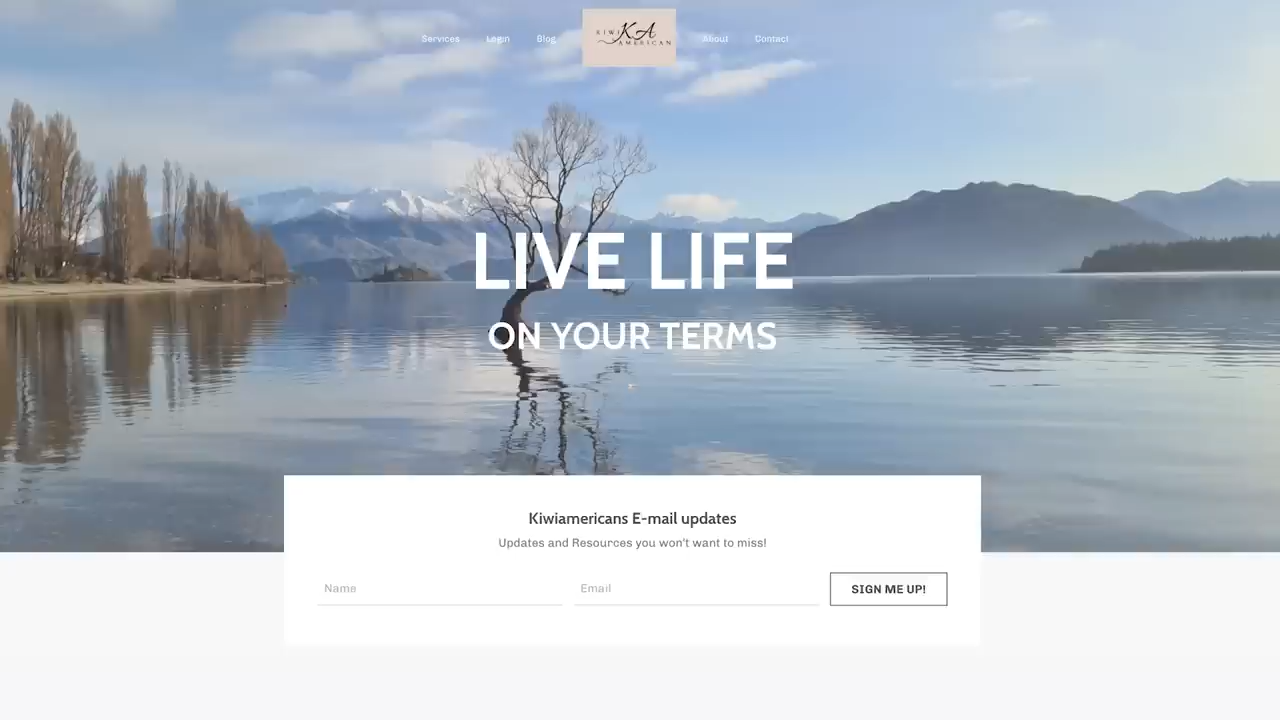 Services Login Blog
KIWI KA
AMERICAN
About Contact
LIVE LIFE
ON YOUR TERMS
Kiwiamericans E-mail updates
Updates and Resources you won't want to miss!
Name Email SIGN ME UP!